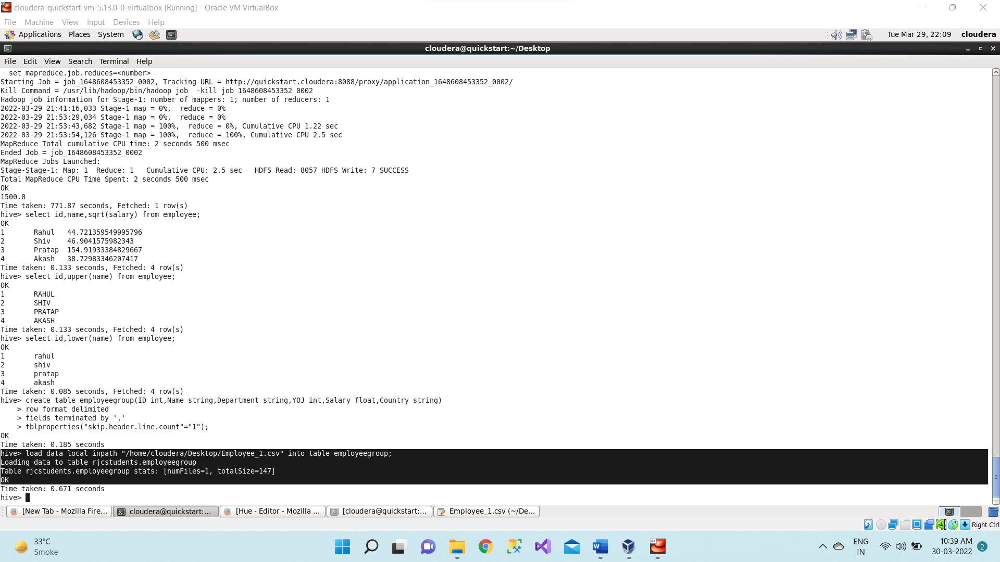 cloudera-quickstart-vm-5.13.0-0-virtualbox [Running] - Oracle VM VirtualBox
File Machine View Input Devices Help
Applications Places System Tue Mar 29, 22:09 cloudera
cloudera@quickstart:~/Desktop
File Edit View Search Terminal Help
  set mapreduce.job.reduces=<number>
Starting Job = job_1648608453352_0002, Tracking URL = http://quickstart.cloudera:8088/proxy/application_1648608453352_0002/
Kill Command = /usr/lib/hadoop/bin/hadoop job  -kill job_1648608453352_0002
Hadoop job information for Stage-1: number of mappers: 1; number of reducers: 1
2022-03-29 21:41:16,033 Stage-1 map = 0%,  reduce = 0%
2022-03-29 21:53:29,034 Stage-1 map = 0%,  reduce = 0%
2022-03-29 21:53:43,682 Stage-1 map = 100%,  reduce = 0%, Cumulative CPU 1.22 sec
2022-03-29 21:53:54,126 Stage-1 map = 100%,  reduce = 100%, Cumulative CPU 2.5 sec
MapReduce Total cumulative CPU time: 2 seconds 500 msec
Ended Job = job_1648608453352_0002
MapReduce Jobs Launched:
Stage-Stage-1: Map: 1  Reduce: 1   Cumulative CPU: 2.5 sec   HDFS Read: 8057 HDFS Write: 7 SUCCESS
Total MapReduce CPU Time Spent: 2 seconds 500 msec
OK
1500.0
Time taken: 771.87 seconds, Fetched: 1 row(s)
hive> select id,name,sqrt(salary) from employee;
OK
1       Rahul   44.721359549995796
2       Shiv    46.9041575982343
3       Pratap  154.91933384829667
4       Akash   38.72983346207417
Time taken: 0.133 seconds, Fetched: 4 row(s)
hive> select id,upper(name) from employee;
OK
1       RAHUL
2       SHIV
3       PRATAP
4       AKASH
Time taken: 0.133 seconds, Fetched: 4 row(s)
hive> select id,lower(name) from employee;
OK
1       rahul
2       shiv
3       pratap
4       akash
Time taken: 0.085 seconds, Fetched: 4 row(s)
hive> create table employeegroup(ID int,Name string,Department string,YOJ int,Salary float,Country string)
    > row format delimited
    > fields terminated by ','
    > tblproperties("skip.header.line.count"="1");
OK
Time taken: 0.185 seconds
hive> load data local inpath "/home/cloudera/Desktop/Employee_1.csv" into table employeegroup;
Loading data to table rjcstudents.employeegroup
Table rjcstudents.employeegroup stats: [numFiles=1, totalSize=147]
OK
Time taken: 0.671 seconds
hive>
[New Tab - Mozilla Fire... cloudera@quickstart:... [Hue - Editor - Mozilla ... [cloudera@quickstart:... Employee_1.csv (~/De...
Right Ctrl
33°C
Smoke
ENG
IN
10:39 AM
30-03-2022
2